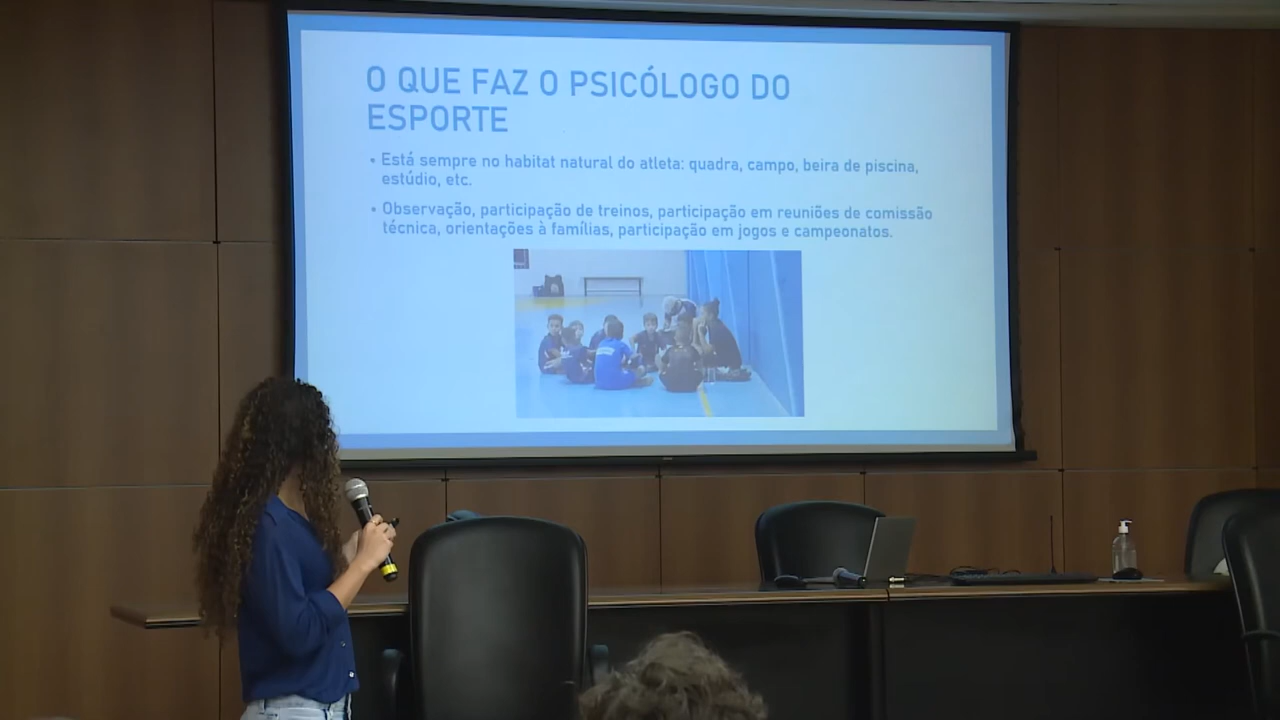 O QUE FAZ O PSICÓLOGO DO
ESPORTE
• Está sempre no habitat natural do atleta: quadra, campo, beira de piscina,
estúdio, etc.
• Observação, participação de treinos, participação em reuniões de comissão
técnica, orientações à famílias, participação em jogos e campeonatos.